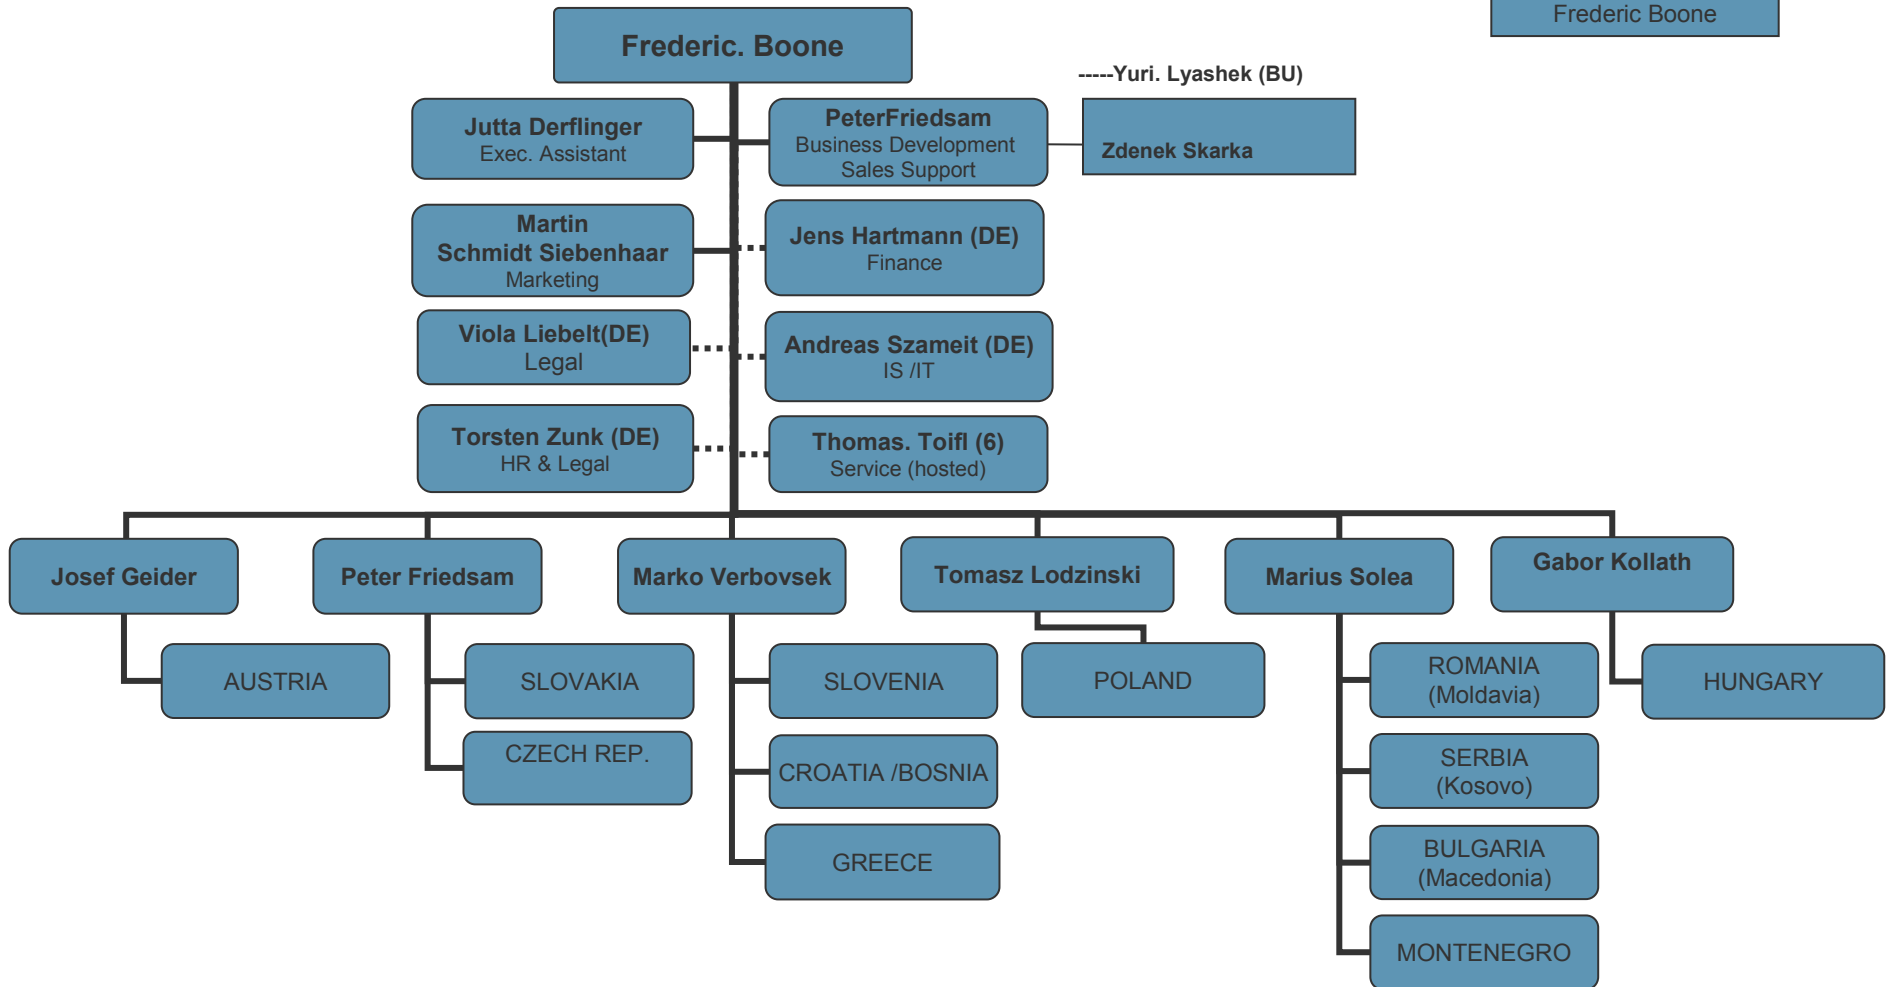 Frederic Boone
Frederic. Boone
-----Yuri. Lyashek (BU)
Jutta Derflinger
Exec. Assistant
PeterFriedsam
Business Development
Sales Support
Zdenek Skarka
Martin
Schmidt Siebenhaar
Marketing
Jens Hartmann (DE)
Finance
Viola Liebelt(DE)
Legal
Andreas Szameit (DE)
IS /IT
Torsten Zunk (DE)
HR & Legal
Thomas. Toifl (6)
Service (hosted)
Josef Geider
Peter Friedsam
Marko Verbovsek
Tomasz Lodzinski
Marius Solea
Gabor Kollath
AUSTRIA
SLOVAKIA
SLOVENIA
POLAND
ROMANIA
(Moldavia)
HUNGARY
CZECH REP.
CROATIA /BOSNIA
SERBIA
(Kosovo)
GREECE
BULGARIA
(Macedonia)
MONTENEGRO